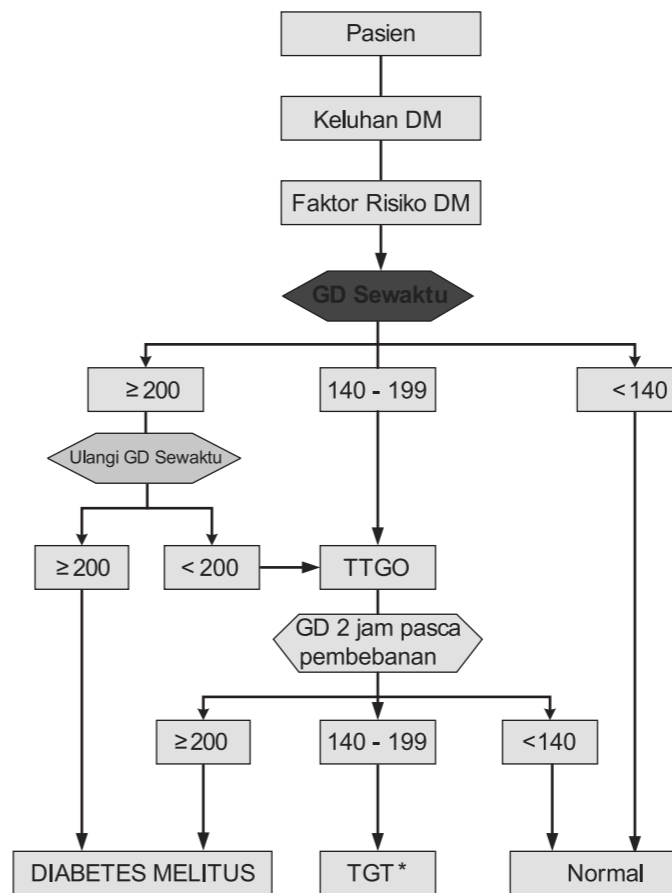 Pasien
Keluhan DM
Faktor Risiko DM
GD Sewaktu
≥ 200
140 - 199
< 140
Ulangi GD Sewaktu
≥ 200
< 200
TTGO
GD 2 jam pasca
pembebanan
≥200
140 - 199
<140
DIABETES MELITUS
TGT *
Normal